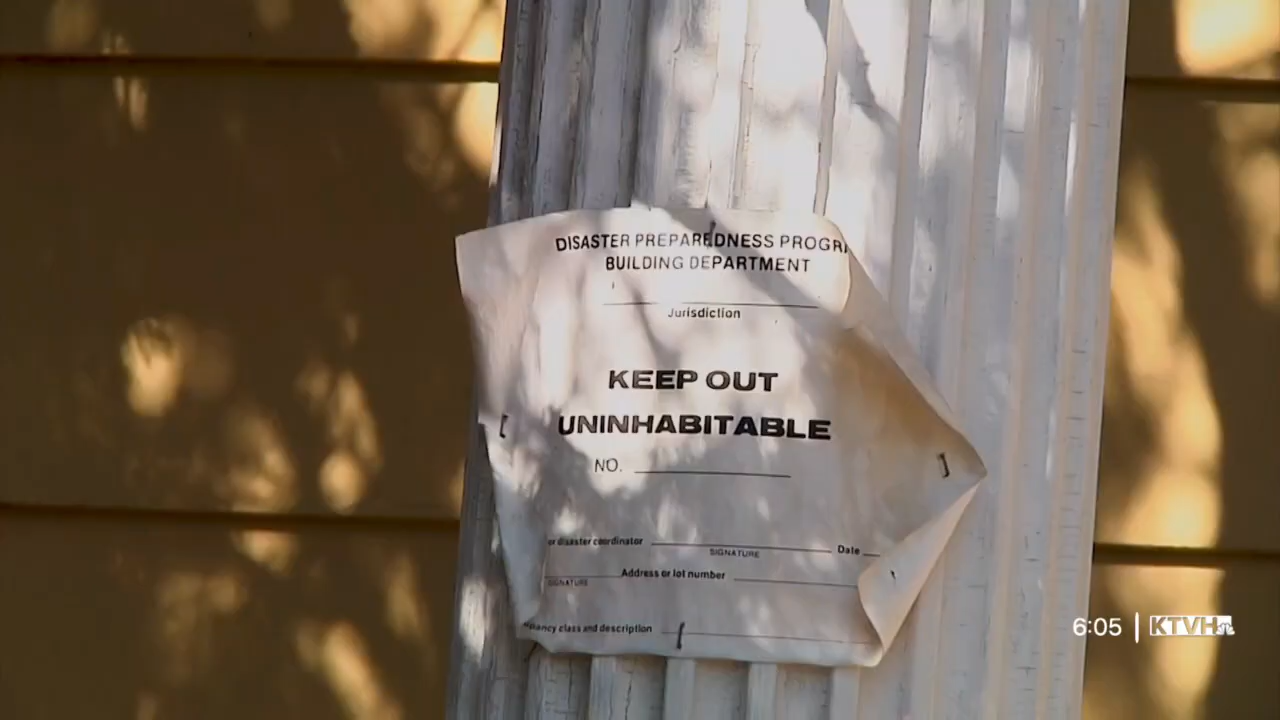 DISASTER PREPAREDNESS PROGR
BUILDING DEPARTMENT
Jurisdiction
KEEP OUT
UNINHABITABLE
NO.
or disaster coordinator
SIGNATURE
Date
Address or lot number
SIGNATURE
pancy class and description
6:05 | KTVH